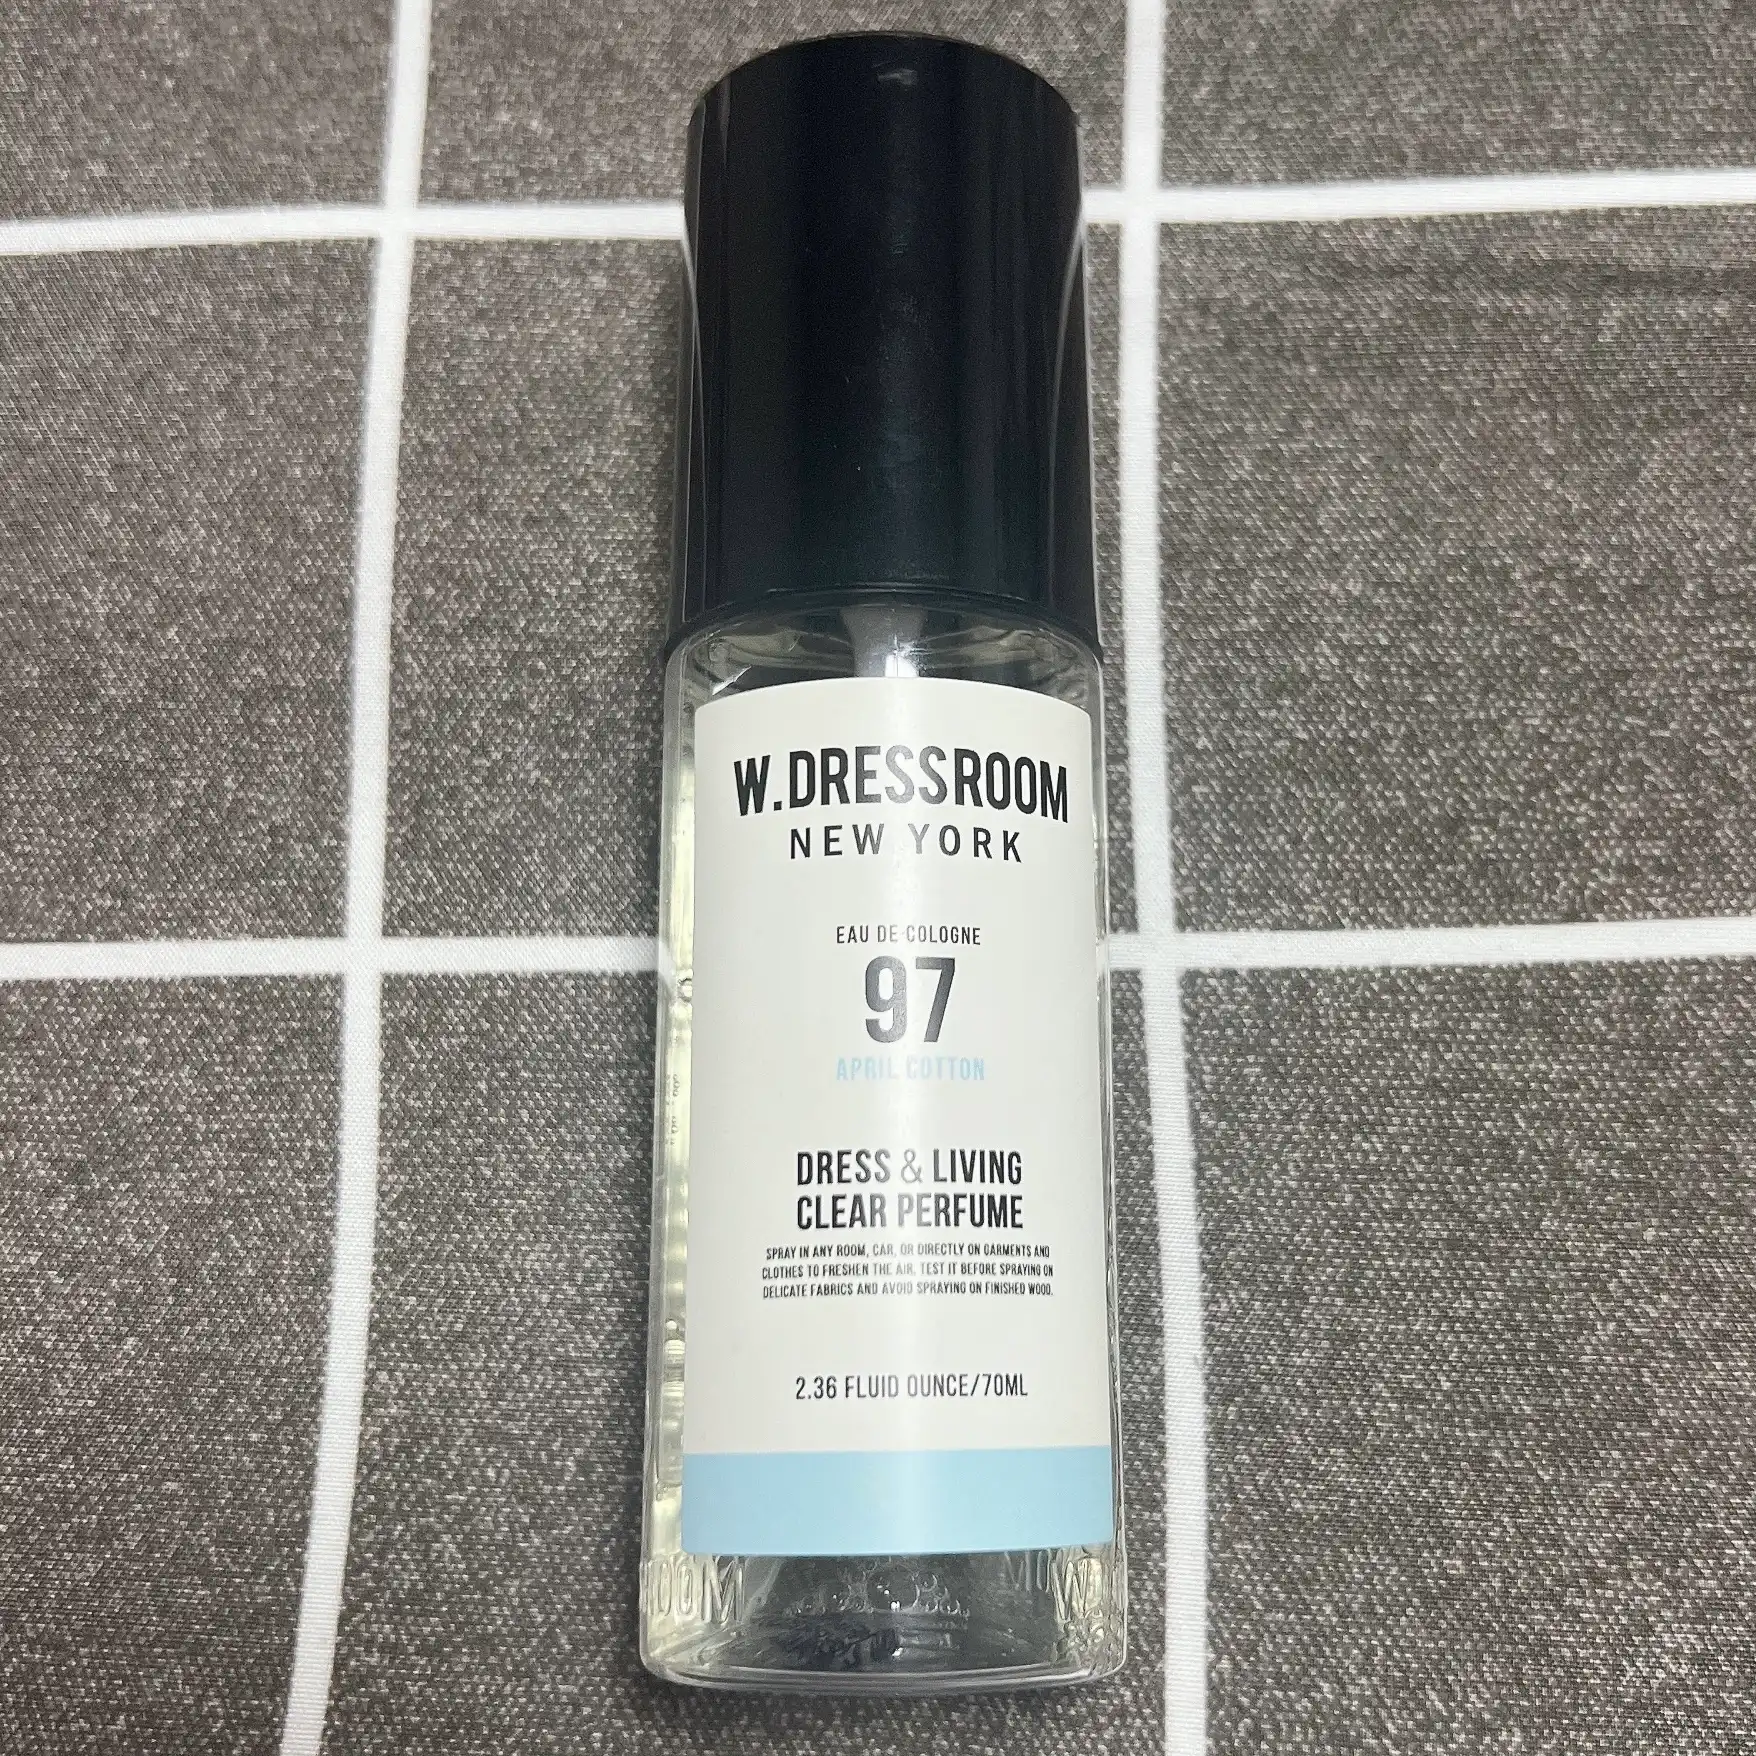 W.DRESSROOM
NEW YORK
EAU DE COLOGNE
97
APRIL COTTON
DRESS & LIVING
CLEAR PERFUME
SPRAY IN ANY ROOM, CAR, OR DIRECTLY ON GARMENTS AND
CLOTHES TO FRESHEN THE AIR. TEST IT BEFORE SPRAYING ON
DELICATE FABRICS AND AVOID SPRAYING ON FINISHED WOOD.
2.36 FLUID OUNCE/70ML